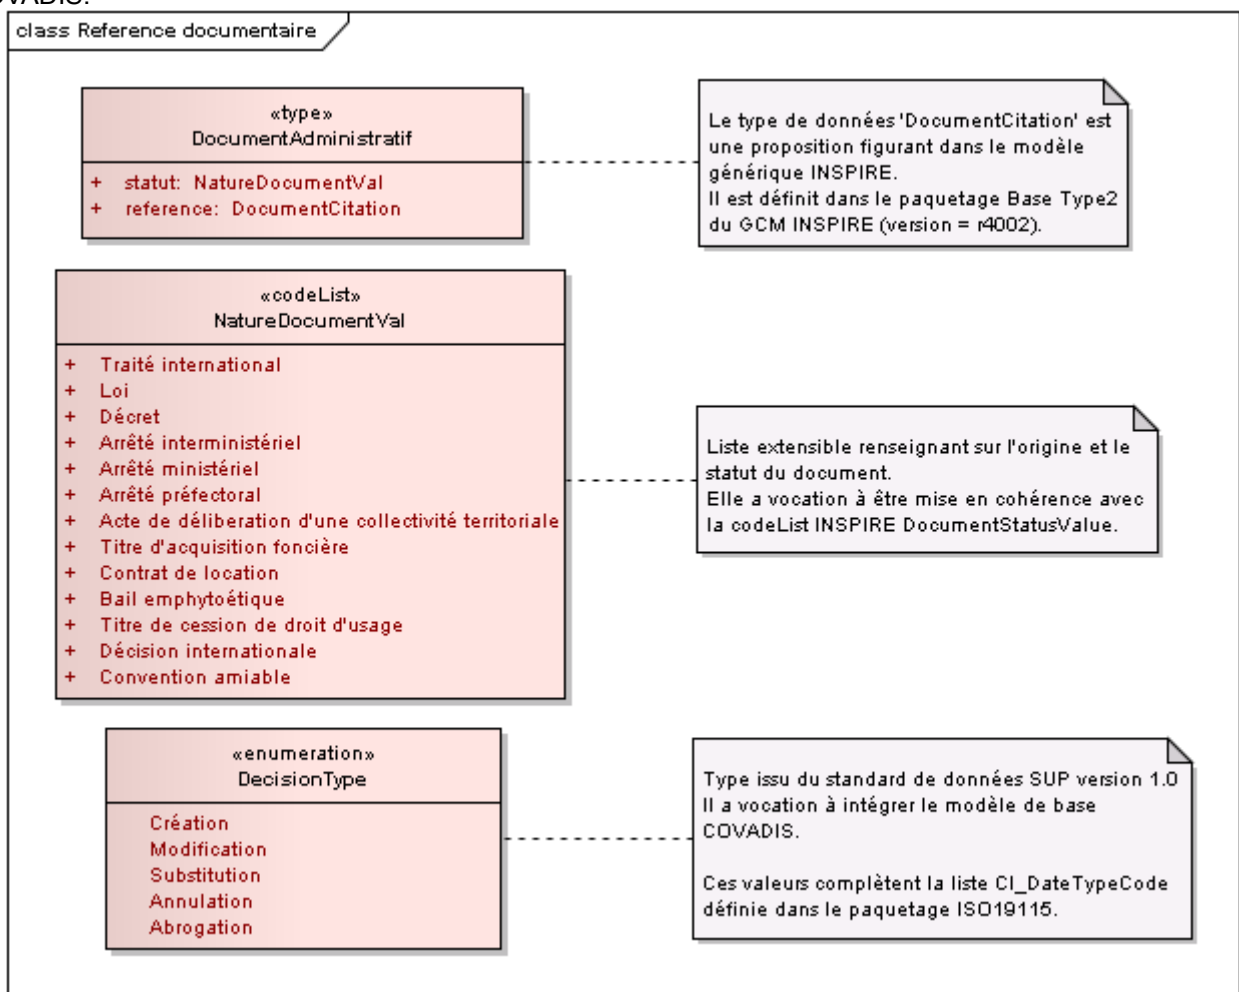 COVADIS.
class Reference documentaire
«type»
DocumentAdministratif
+ statut: NatureDocumentVal
+ reference: DocumentCitation
Le type de données 'DocumentCitation' est
une proposition figurant dans le modèle
générique INSPIRE.
Il est définit dans le paquetage Base Type2
du GCM INSPIRE (version = r4002).
«codeList»
NatureDocumentVal
+ Traité international
+ Loi
+ Décret
+ Arrêté interministériel
+ Arrêté ministériel
+ Arrêté préfectoral
+ Acte de déliberation d'une collectivité territoriale
+ Titre d'acquisition foncière
+ Contrat de location
+ Bail emphytoétique
+ Titre de cession de droit d'usage
+ Décision internationale
+ Convention amiable
Liste extensible renseignant sur l'origine et le
statut du document.
Elle a vocation à être mise en cohérence avec
la codeList INSPIRE DocumentStatusValue.
«enumeration»
DecisionType
Création
Modification
Substitution
Annulation
Abrogation
Type issu du standard de données SUP version 1.0
Il a vocation à intégrer le modèle de base
COVADIS.
Ces valeurs complètent la liste CI_DateTypeCode
définie dans le paquetage ISO19115.